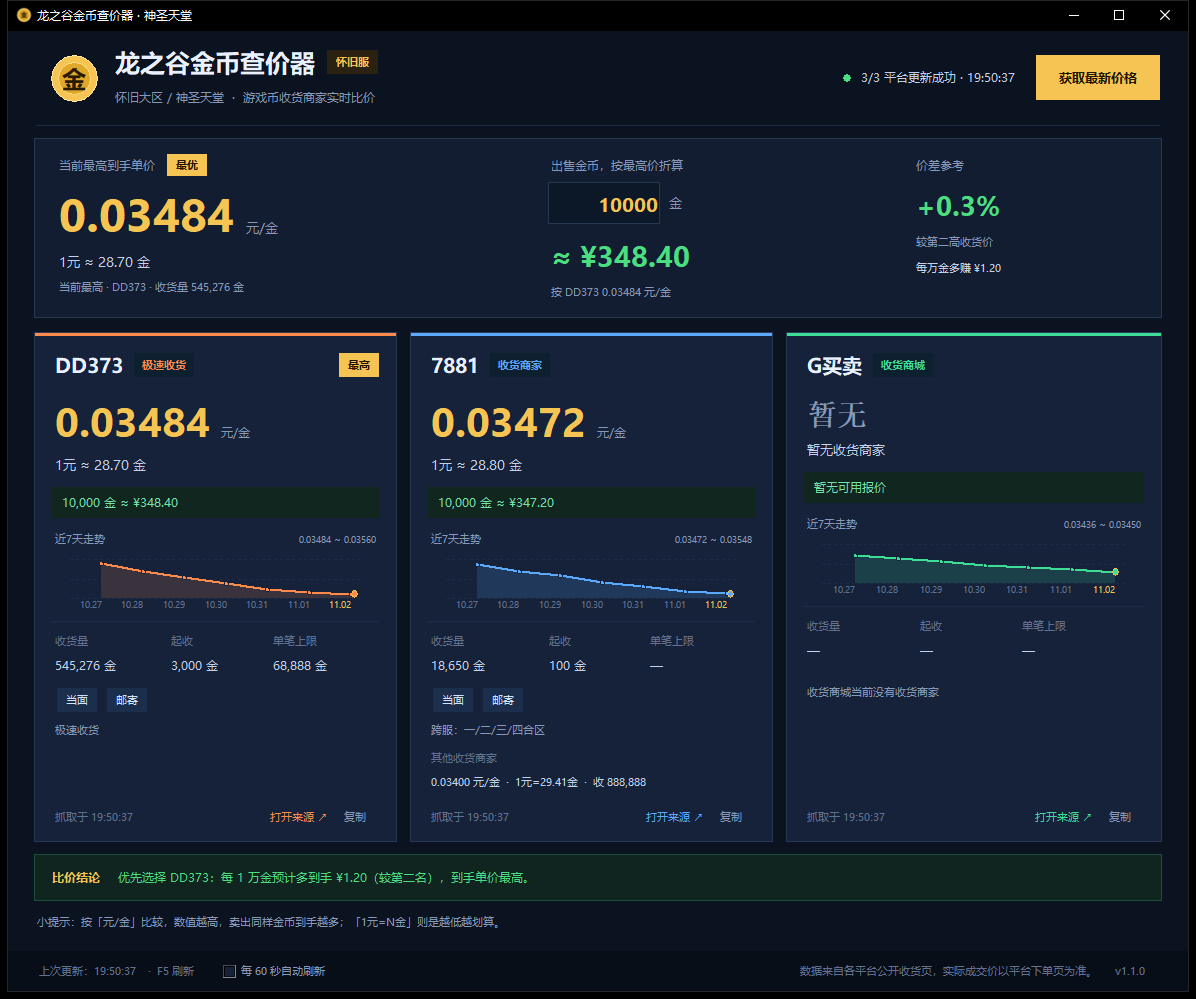 龙之谷金币查价器 · 神圣天堂
金
龙之谷金币查价器 怀旧服
怀旧大区 / 神圣天堂 · 游戏币收货商家实时比价
3/3 平台更新成功 · 19:50:37
获取最新价格
当前最高到手单价 最优
0.03484 元/金
1元 ≈ 28.70 金
当前最高 · DD373 · 收货量 545,276 金
出售金币，按最高价折算
10000 金
≈ ¥348.40
按 DD373 0.03484 元/金
价差参考
+0.3%
较第二高收货价
每万金多赚 ¥1.20
DD373 极速收货 最高
0.03484 元/金
1元 ≈ 28.70 金
10,000 金 ≈ ¥348.40
近7天走势 0.03484 ~ 0.03560
10.27 10.28 10.29 10.30 10.31 11.01 11.02
收货量 起收 单笔上限
545,276 金 3,000 金 68,888 金
当面 邮寄
极速收货
抓取于 19:50:37 打开来源 ↗ 复制
7881 收货商家
0.03472 元/金
1元 ≈ 28.80 金
10,000 金 ≈ ¥347.20
近7天走势 0.03472 ~ 0.03548
10.27 10.28 10.29 10.30 10.31 11.01 11.02
收货量 起收 单笔上限
18,650 金 100 金 —
当面 邮寄
跨服：一/二/三/四合区
其他收货商家
0.03400 元/金 · 1元=29.41金 · 收 888,888
抓取于 19:50:37 打开来源 ↗ 复制
G买卖 收货商城
暂无
暂无收货商家
暂无可用报价
近7天走势 0.03436 ~ 0.03450
10.27 10.28 10.29 10.30 10.31 11.01 11.02
收货量 起收 单笔上限
— — —
收货商城当前没有收货商家
抓取于 19:50:37 打开来源 ↗ 复制
比价结论 优先选择 DD373：每 1 万金预计多到手 ¥1.20（较第二名），到手单价最高。
小提示：按「元/金」比较，数值越高，卖出同样金币到手越多；「1元=N金」则是越低越划算。
上次更新：19:50:37 · F5 刷新 每 60 秒自动刷新
数据来自各平台公开收货页，实际成交价以平台下单页为准。 v1.1.0